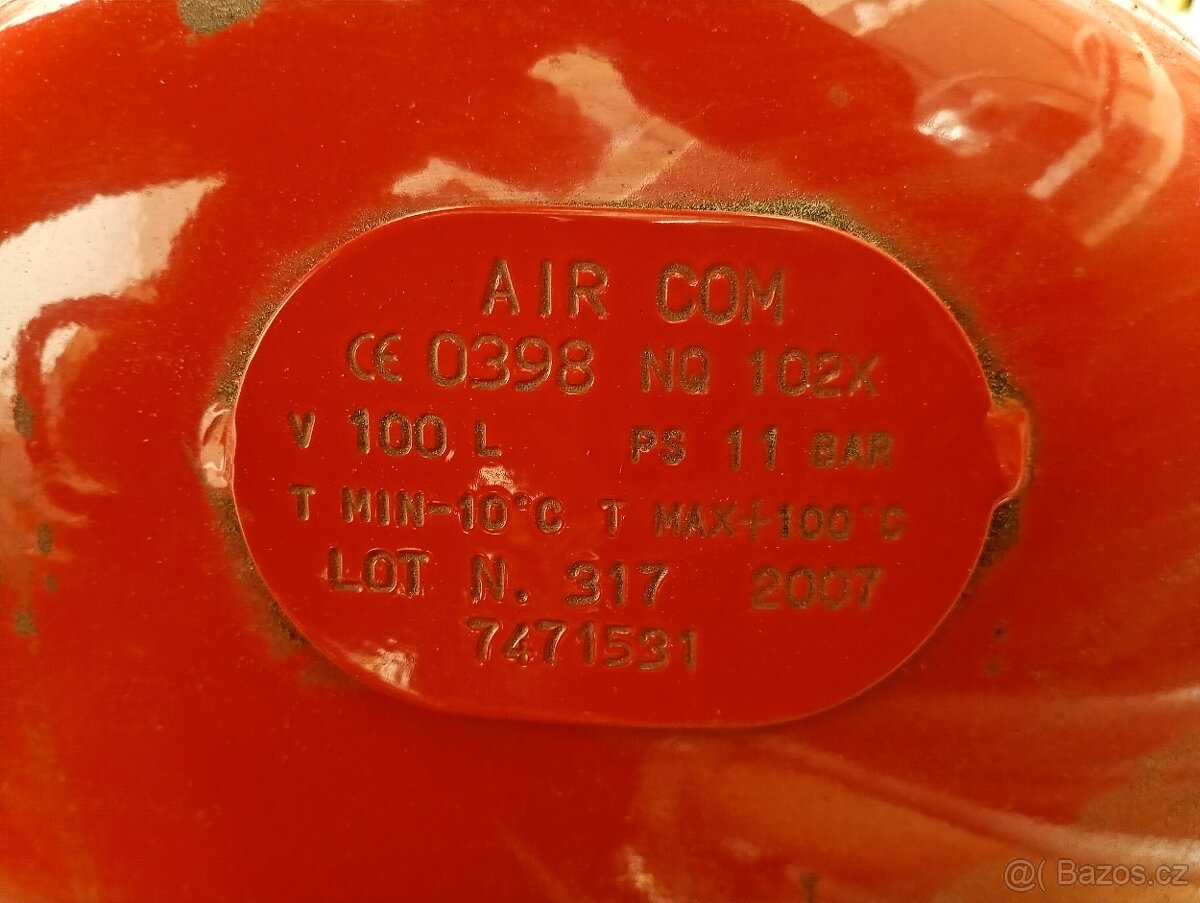 AIR COM
CE 0398 NQ 102X
V 100 L PS 11 BAR
T MIN-10°C T MAX+100°C
LOT N. 317 2007
7471531
@( Bazos.cz